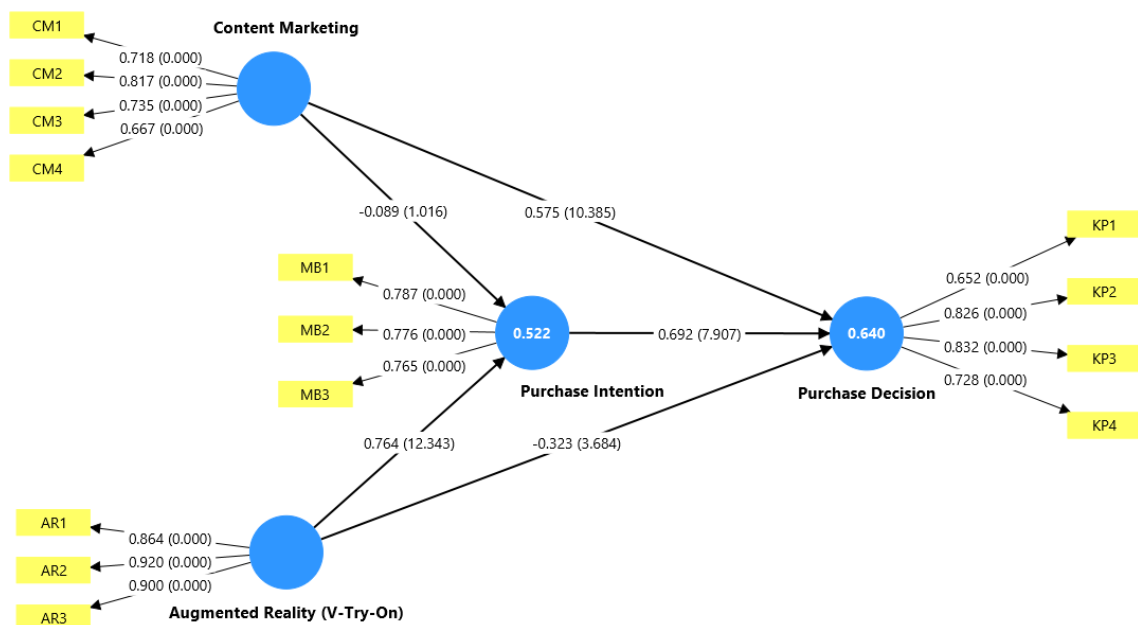 Content Marketing
CM1
CM2
CM3
CM4
0.718 (0.000)
0.817 (0.000)
0.735 (0.000)
0.667 (0.000)
-0.089 (1.016)
0.575 (10.385)
MB1
MB2
MB3
0.787 (0.000)
0.776 (0.000)
0.765 (0.000)
0.522
Purchase Intention
0.692 (7.907)
0.640
Purchase Decision
0.652 (0.000)
0.826 (0.000)
0.832 (0.000)
0.728 (0.000)
KP1
KP2
KP3
KP4
0.764 (12.343)
-0.323 (3.684)
AR1
AR2
AR3
0.864 (0.000)
0.920 (0.000)
0.900 (0.000)
Augmented Reality (V-Try-On)